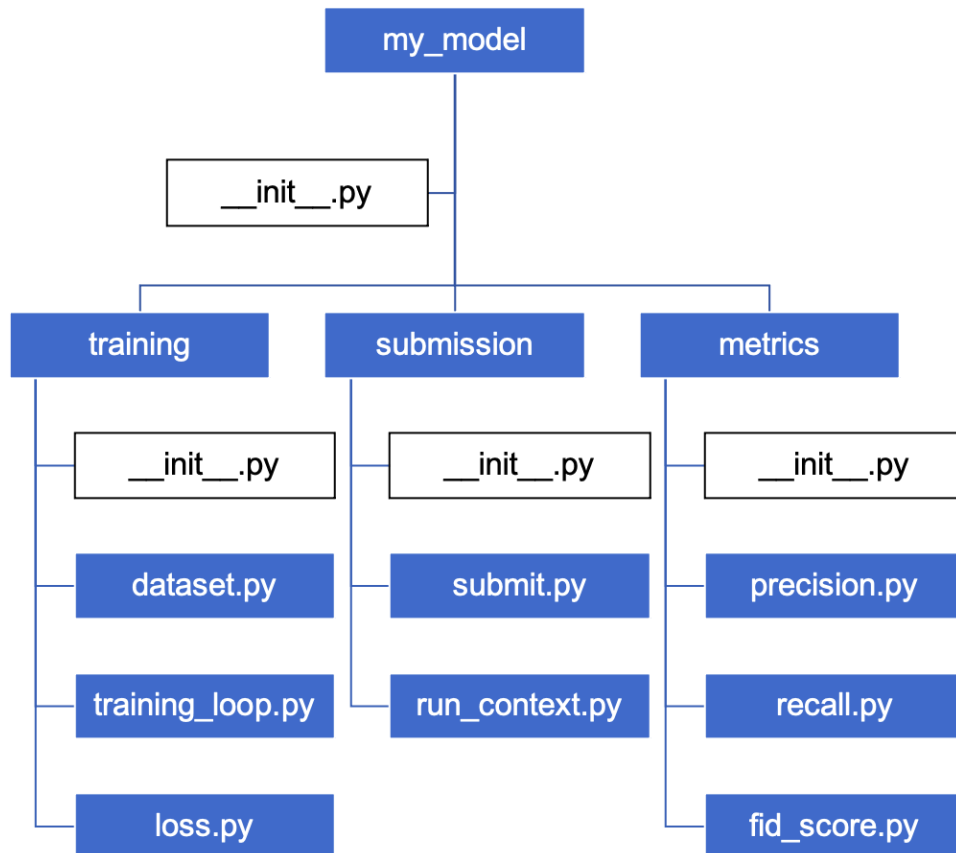 my_model
__init__.py
training
submission
metrics
__init__.py
__init__.py
__init__.py
dataset.py
submit.py
precision.py
training_loop.py
run_context.py
recall.py
loss.py
fid_score.py